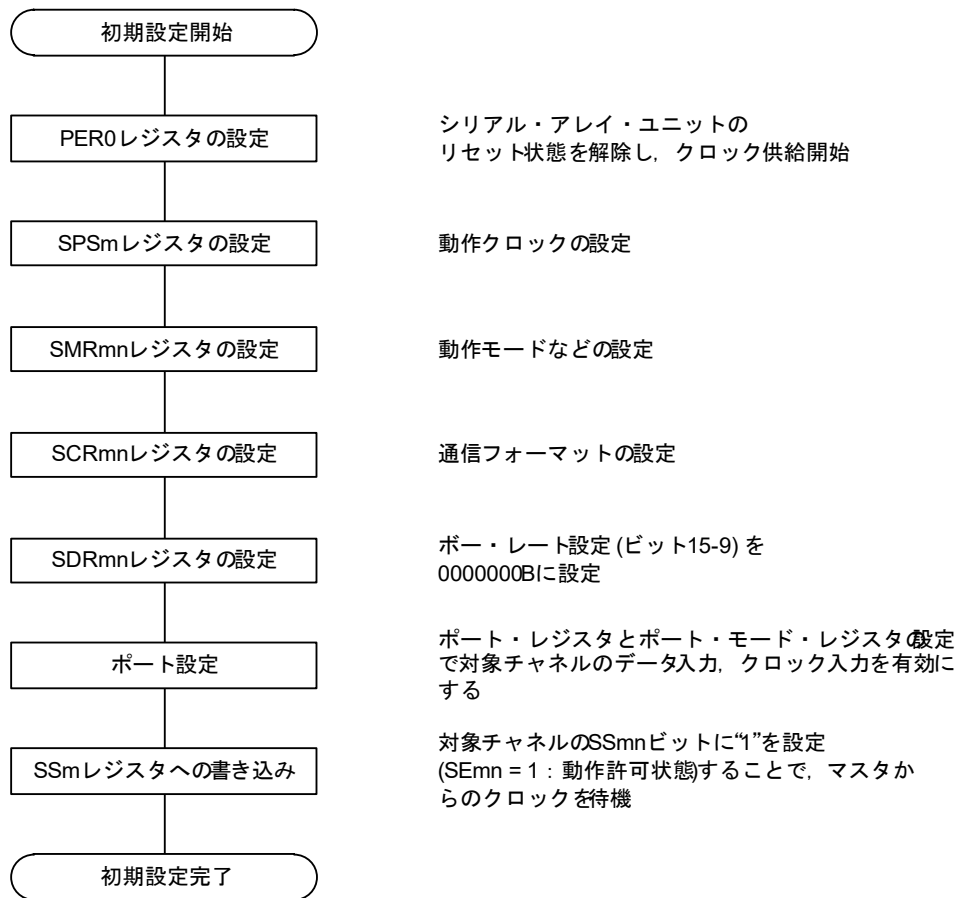 初期設定開始
PER0レジスタの設定
シリアル・アレイ・ユニットの
リセット状態を解除し，クロック供給開始
SPSmレジスタの設定
動作クロックの設定
SMRmnレジスタの設定
動作モードなどの設定
SCRmnレジスタの設定
通信フォーマットの設定
SDRmnレジスタの設定
ボー・レート設定 (ビット15-9) を
0000000Bに設定
ポート設定
ポート・レジスタとポート・モード・レジスタの設定
で対象チャネルのデータ入力，クロック入力を有効に
する
SSmレジスタへの書き込み
対象チャネルのSSmnビットに“1”を設定
(SEmn = 1：動作許可状態)することで，マスタか
らのクロックを待機
初期設定完了